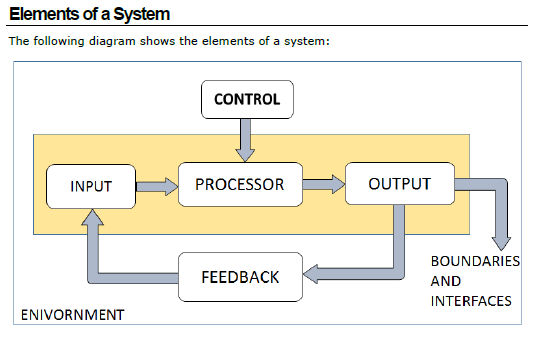 Elements of a System
The following diagram shows the elements of a system:
CONTROL
INPUT
PROCESSOR
OUTPUT
FEEDBACK
BOUNDARIES
AND
INTERFACES
ENIVORNMENT